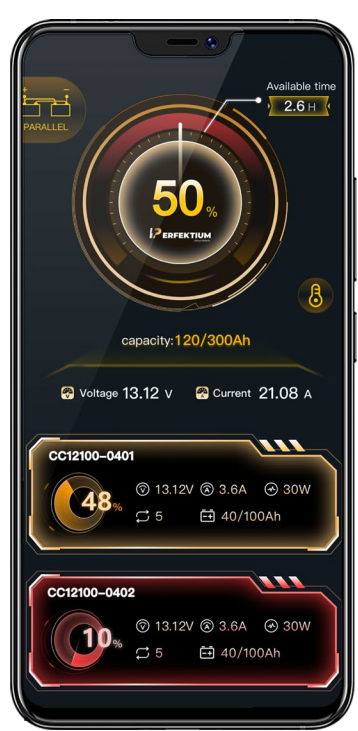 Available time
2.6 H
+ −
PARALLEL
50%
PERFEKTIUM
capacity:120/300Ah
Voltage 13.12 V Current 21.08 A
CC12100-0401
48% 13.12V 3.6A 30W
5 40/100Ah
CC12100-0402
10% 13.12V 3.6A 30W
5 40/100Ah